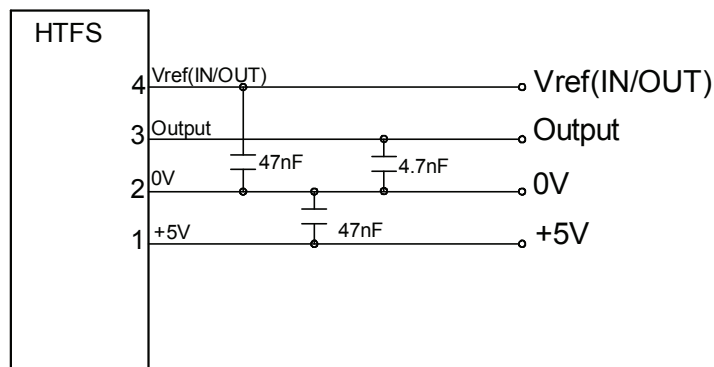 HTFS
4 Vref(IN/OUT) Vref(IN/OUT)
3 Output Output
47nF 4.7nF
2 0V 0V
47nF
1 +5V +5V